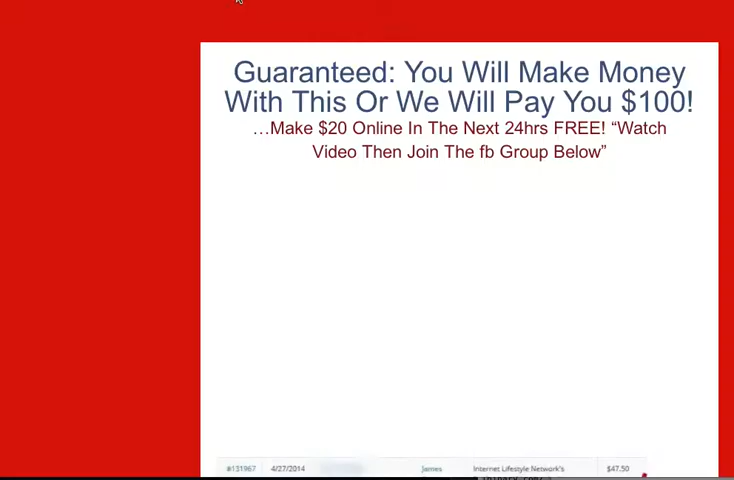 Guaranteed: You Will Make Money
With This Or We Will Pay You $100!
…Make $20 Online In The Next 24hrs FREE! “Watch
Video Then Join The fb Group Below”
#131967 4/27/2014 James Internet Lifestyle Network's $47.50